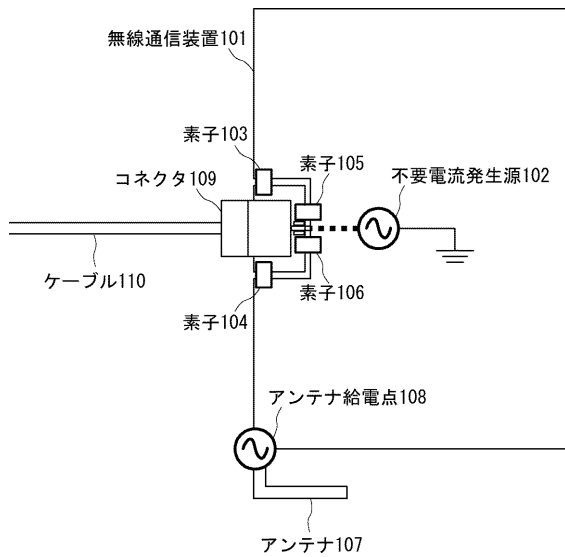 無線通信装置101
素子103
素子105
コネクタ109
不要電流発生源102
ケーブル110
素子106
素子104
アンテナ給電点108
アンテナ107